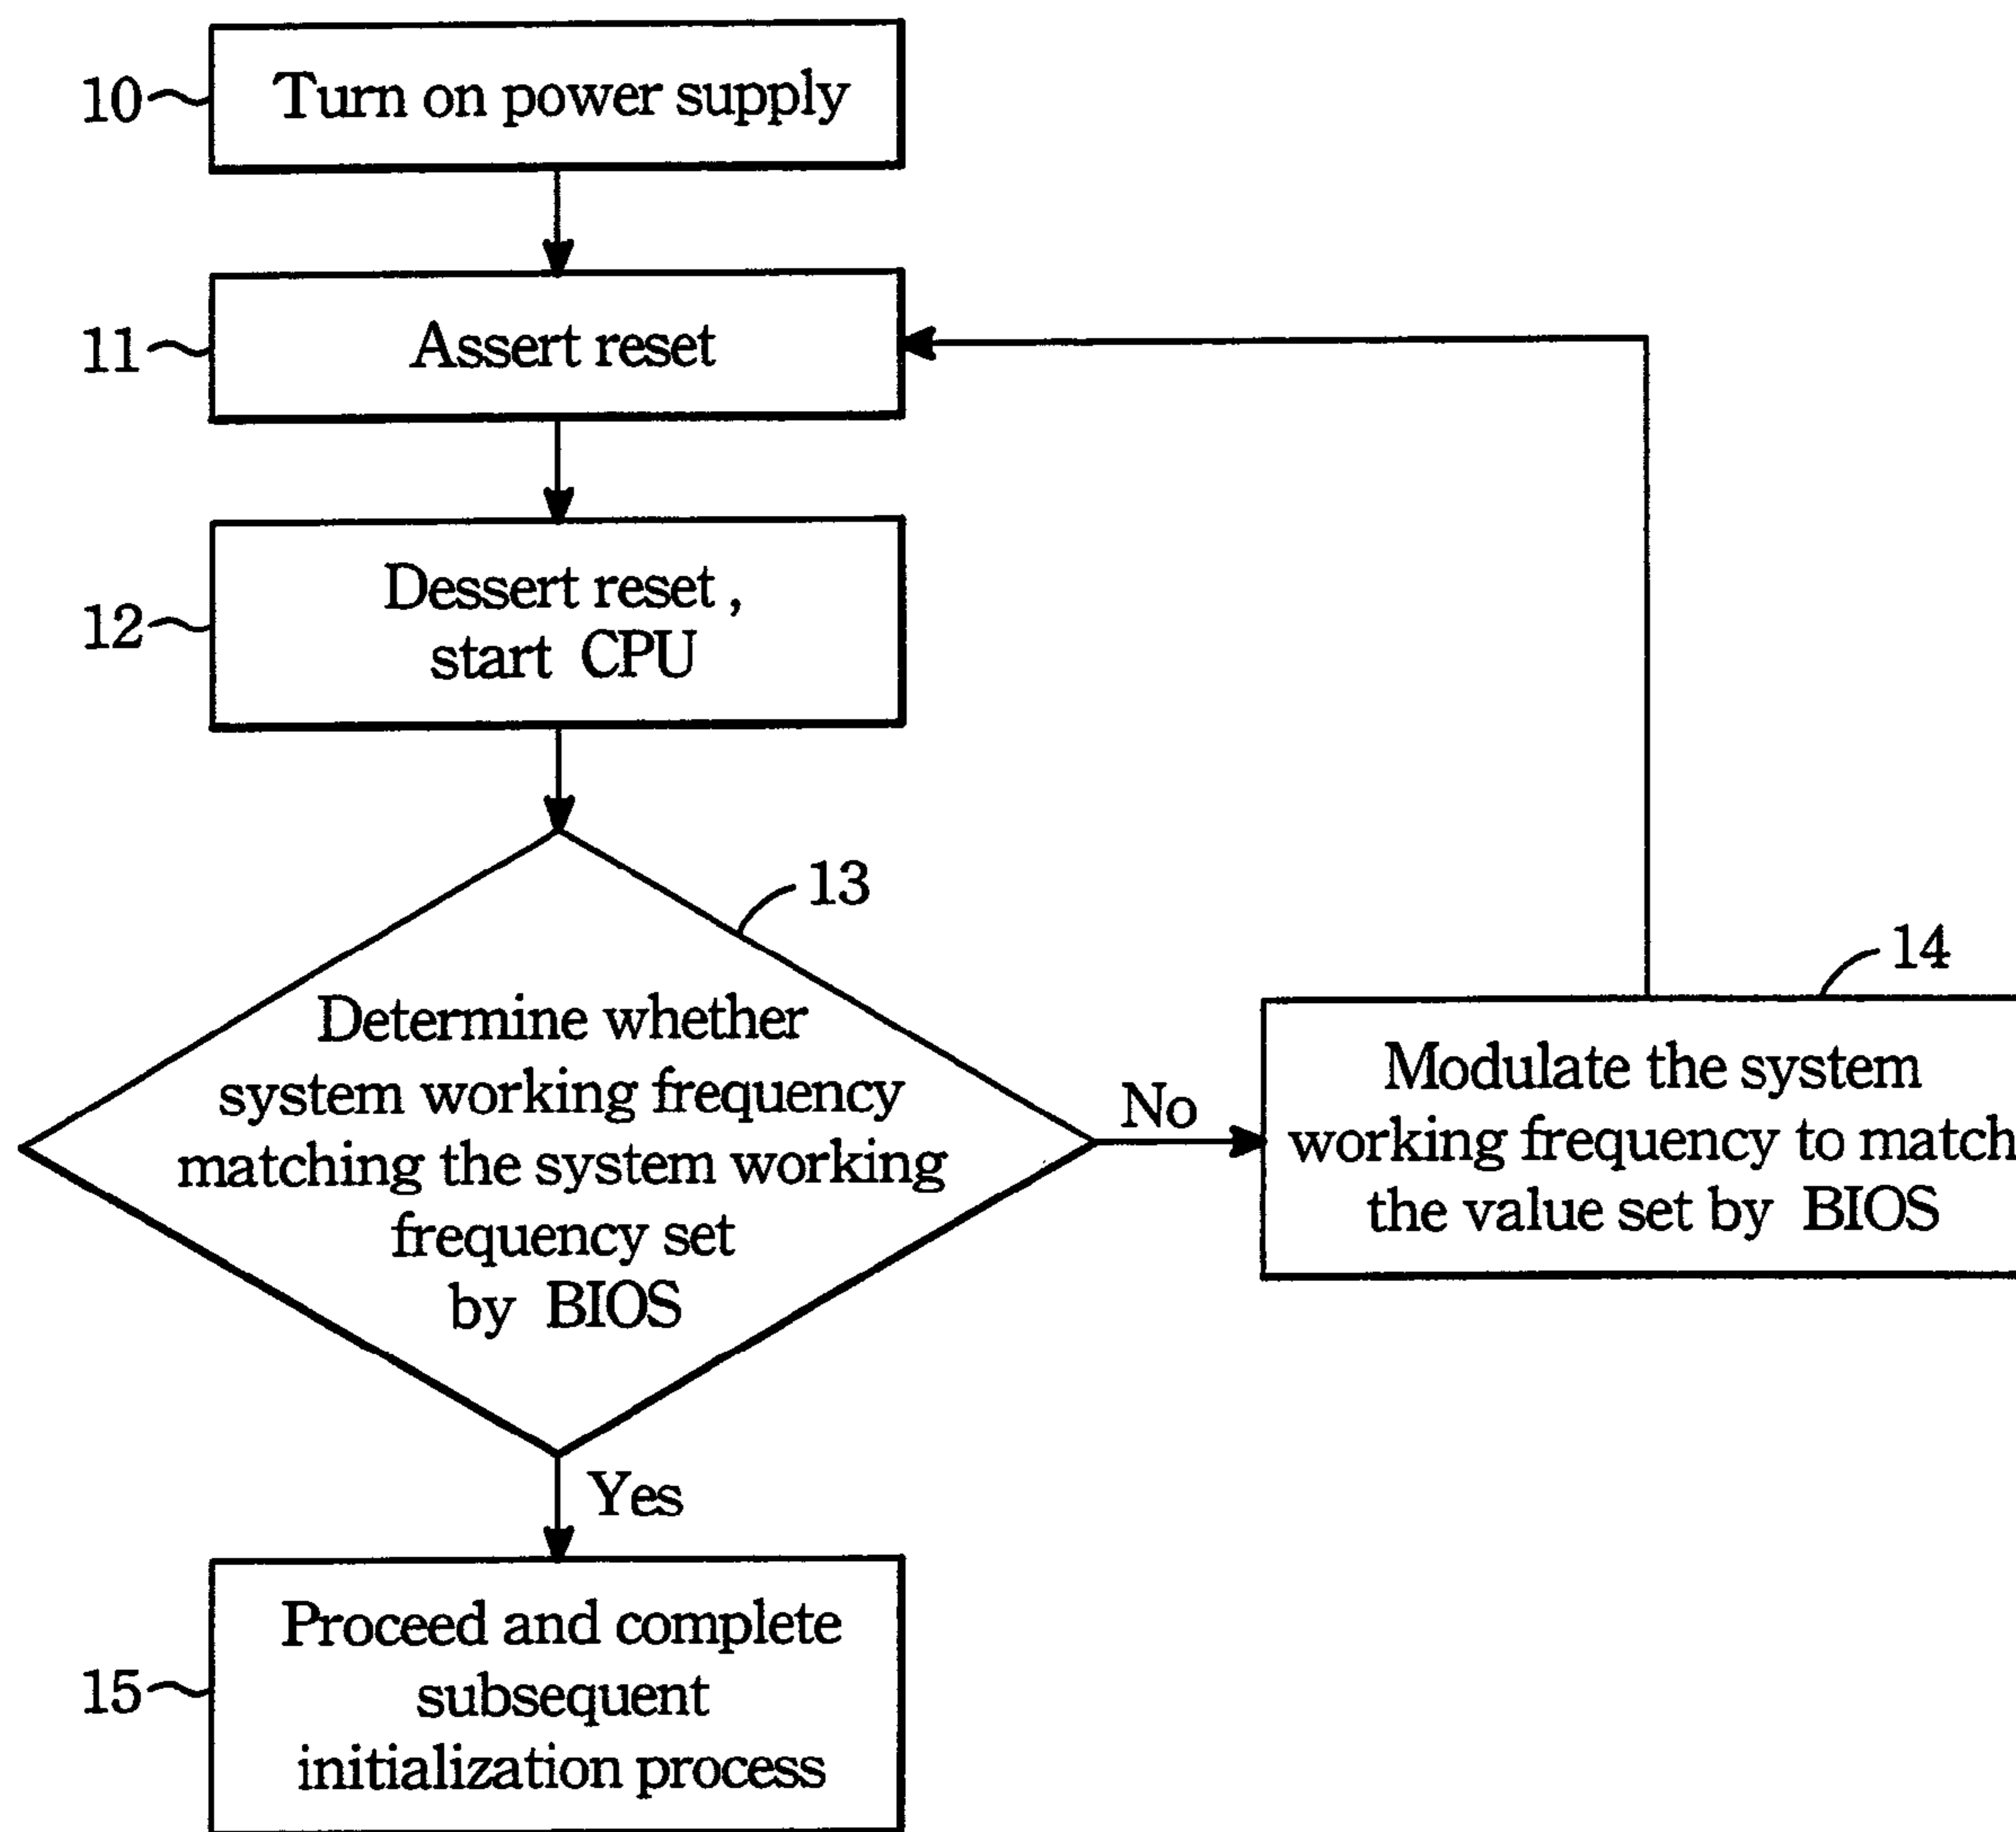 10
Turn on power supply
11
Assert reset
12
Dessert reset,
start CPU
13
Determine whether
system working frequency
matching the system working
frequency set
by BIOS
No
14
Modulate the system
working frequency to match
the value set by BIOS
Yes
15
Proceed and complete
subsequent
initialization process